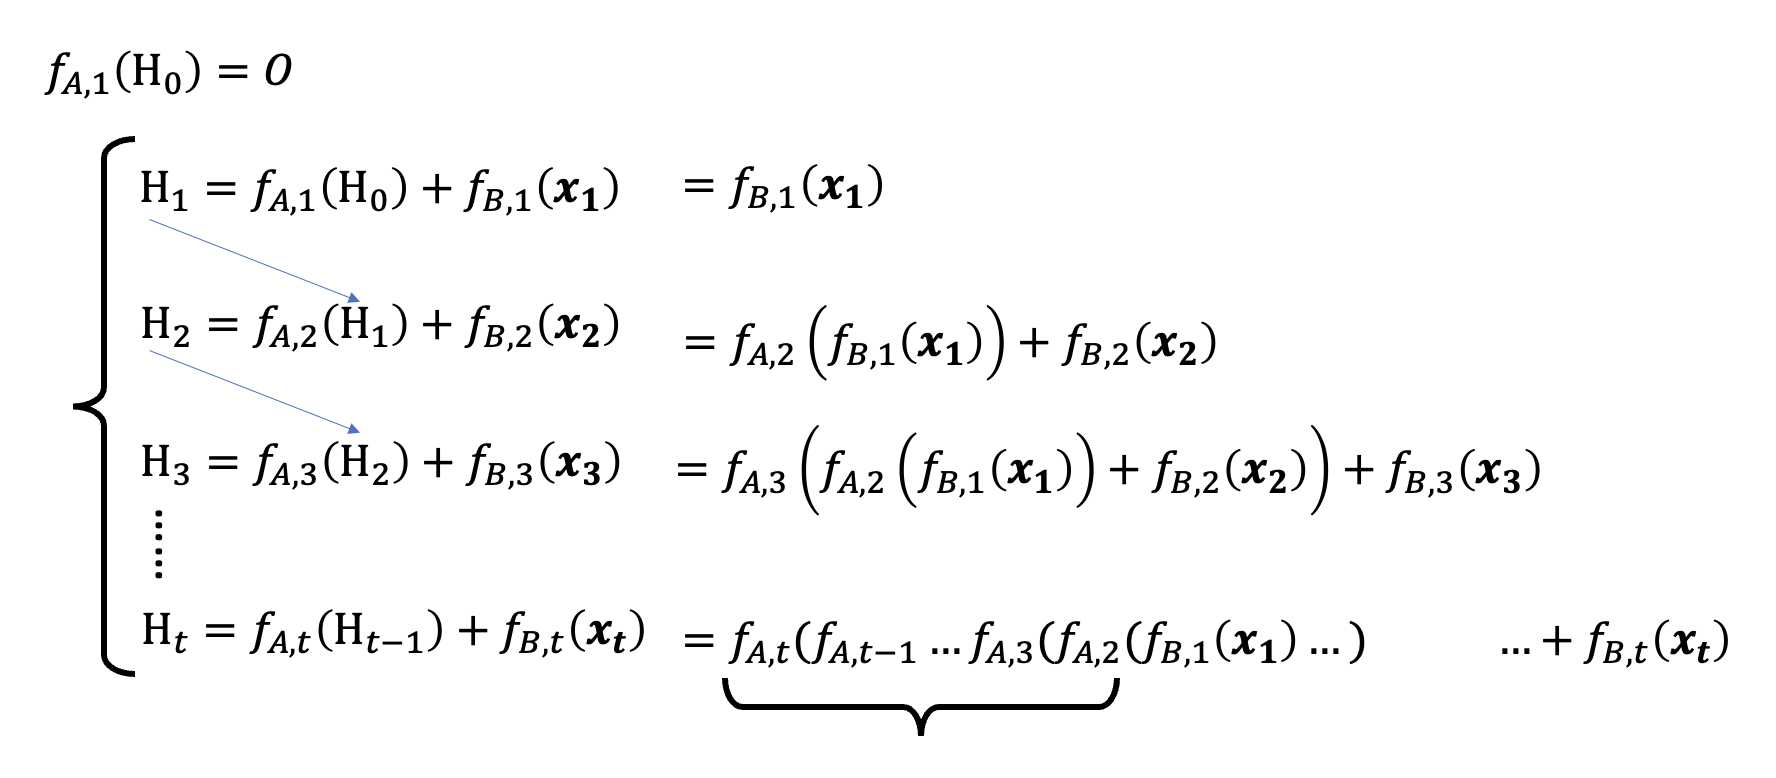 f_{A,1}(H_0) = O
H_1 = f_{A,1}(H_0) + f_{B,1}(x_1) = f_{B,1}(x_1)
H_2 = f_{A,2}(H_1) + f_{B,2}(x_2) = f_{A,2}(f_{B,1}(x_1)) + f_{B,2}(x_2)
H_3 = f_{A,3}(H_2) + f_{B,3}(x_3) = f_{A,3}(f_{A,2}(f_{B,1}(x_1)) + f_{B,2}(x_2)) + f_{B,3}(x_3)
⋮
H_t = f_{A,t}(H_{t−1}) + f_{B,t}(x_t) = f_{A,t}(f_{A,t−1} … f_{A,3}(f_{A,2}(f_{B,1}(x_1) … ) … + f_{B,t}(x_t)